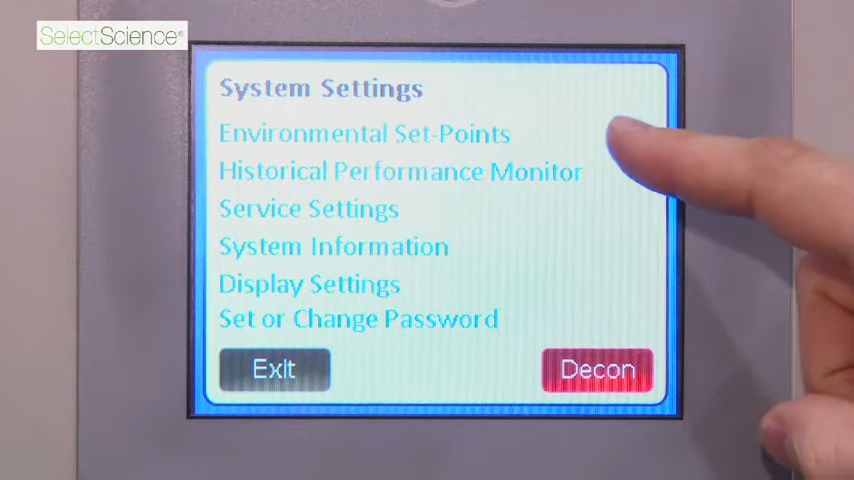 SelectScience®
System Settings
Environmental Set-Points
Historical Performance Monitor
Service Settings
System Information
Display Settings
Set or Change Password
Exit
Decon